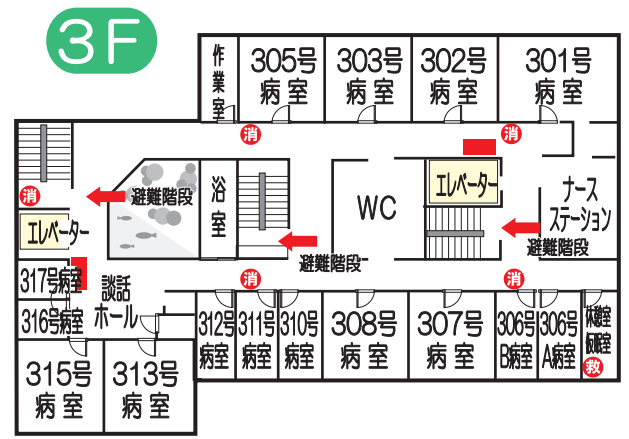 3F
作業室
305号
病室
303号
病室
302号
病室
301号
病室
消
消
消
避難階段
浴室
エレベーター
WC
ナース
ステーション
エレベーター
避難階段
避難階段
317号病室
316号病室
談話
ホール
消
消
312号
病室
311号
病室
310号
病室
308号
病室
307号
病室
306号
B病室
306号
A病室
休憩室
仮眠室
救
315号
病室
313号
病室